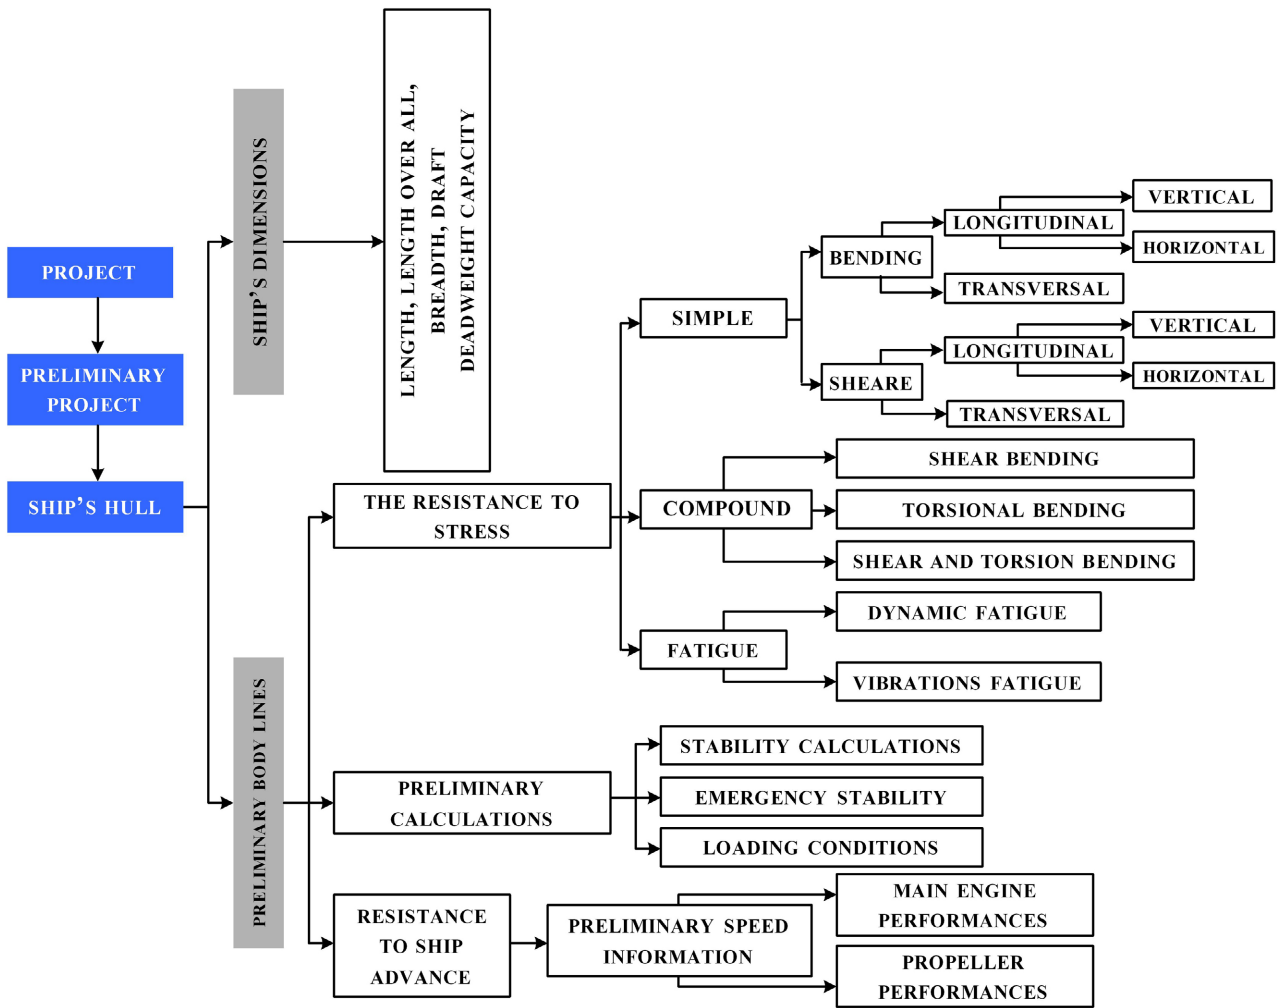 PROJECT
PRELIMINARY
PROJECT
SHIP'S HULL
SHIP'S DIMENSIONS
LENGTH, LENGTH OVER ALL,
BREADTH, DRAFT
DEADWEIGHT CAPACITY
PRELIMINARY BODY LINES
THE RESISTANCE TO
STRESS
SIMPLE
BENDING
LONGITUDINAL
VERTICAL
HORIZONTAL
TRANSVERSAL
SHEARE
LONGITUDINAL
VERTICAL
HORIZONTAL
TRANSVERSAL
COMPOUND
SHEAR BENDING
TORSIONAL BENDING
SHEAR AND TORSION BENDING
FATIGUE
DYNAMIC FATIGUE
VIBRATIONS FATIGUE
PRELIMINARY
CALCULATIONS
STABILITY CALCULATIONS
EMERGENCY STABILITY
LOADING CONDITIONS
RESISTANCE
TO SHIP
ADVANCE
PRELIMINARY SPEED
INFORMATION
MAIN ENGINE
PERFORMANCES
PROPELLER
PERFORMANCES